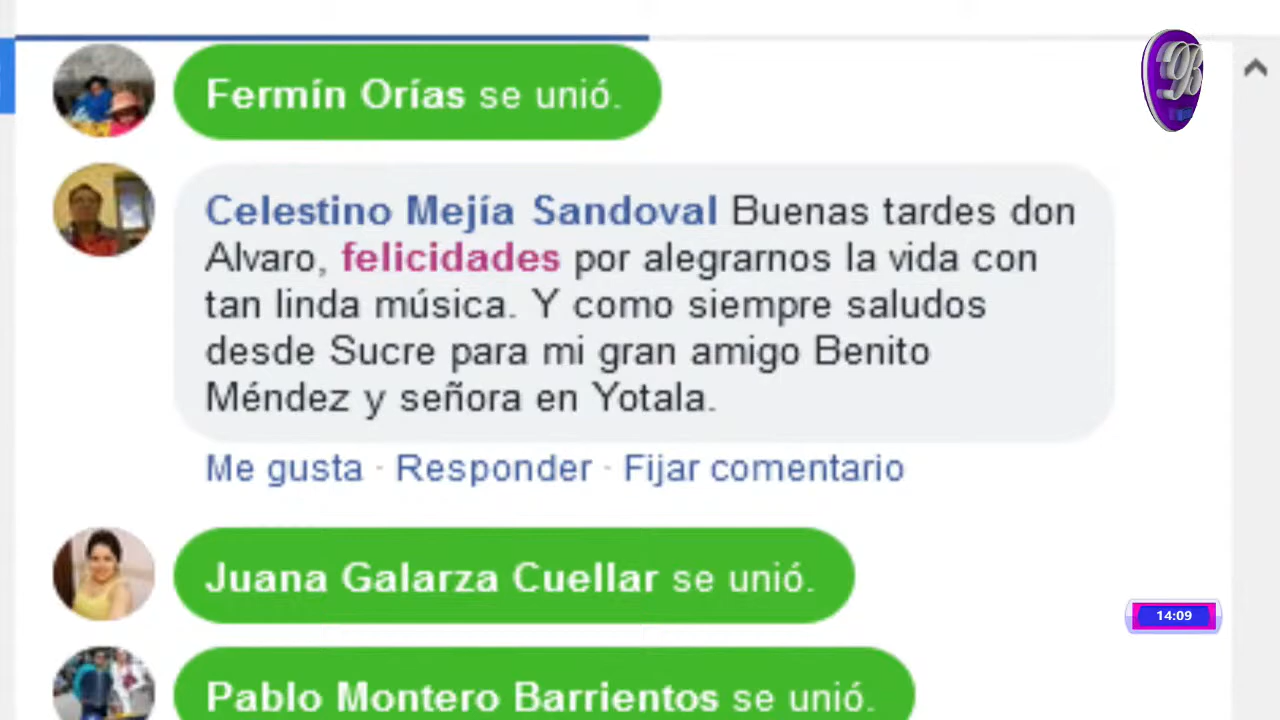 Fermín Orías se unió.
Celestino Mejía Sandoval Buenas tardes don
Alvaro, felicidades por alegrarnos la vida con
tan linda música. Y como siempre saludos
desde Sucre para mi gran amigo Benito
Méndez y señora en Yotala.
Me gusta · Responder · Fijar comentario
Juana Galarza Cuellar se unió.
14:09
Pablo Montero Barrientos se unió.